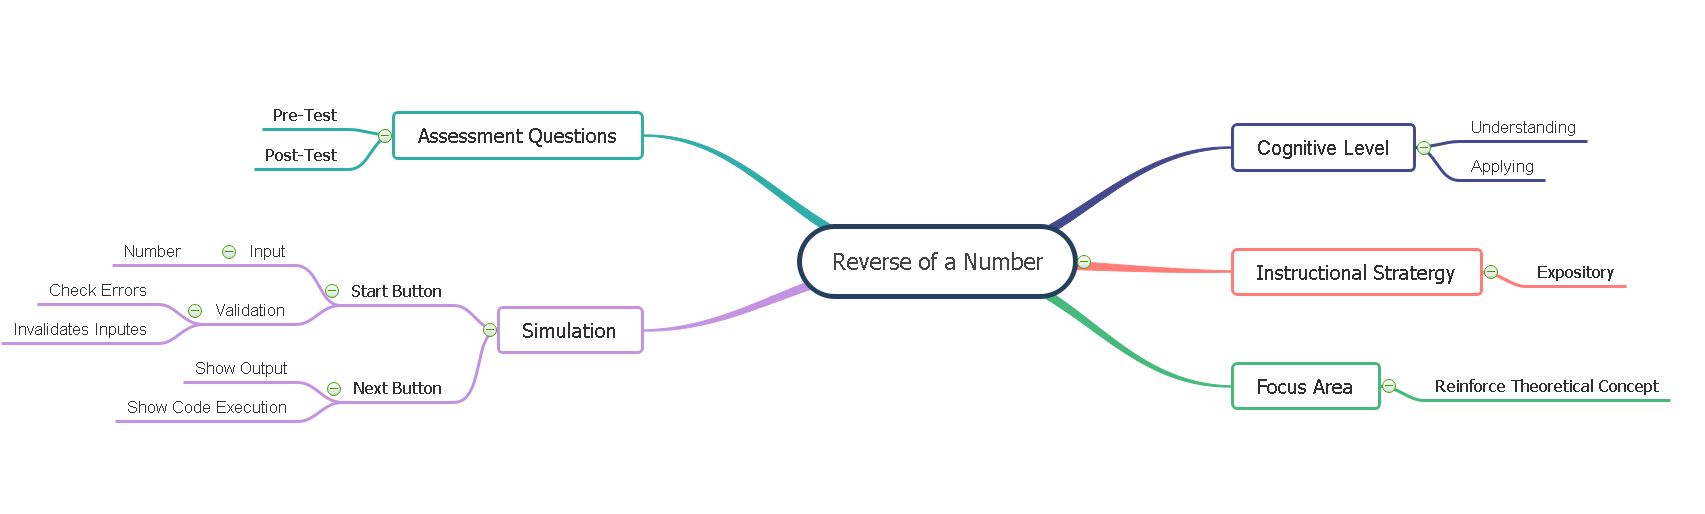 Reverse of a Number
Cognitive Level
Understanding
Applying
Instructional Stratergy
Expository
Focus Area
Reinforce Theoretical Concept
Assessment Questions
Pre-Test
Post-Test
Simulation
Start Button
Input
Number
Validation
Check Errors
Invalidates Inputes
Next Button
Show Output
Show Code Execution